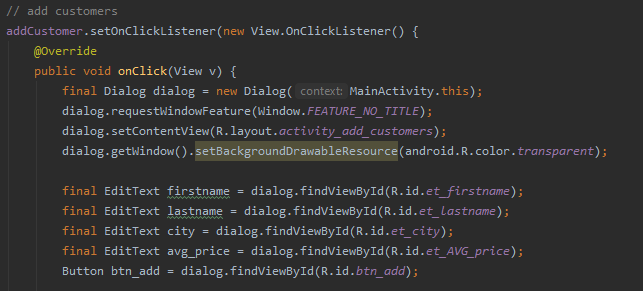 // add customers
addCustomer.setOnClickListener(new View.OnClickListener() {
@Override
public void onClick(View v) {
final Dialog dialog = new Dialog( context: MainActivity.this);
dialog.requestWindowFeature(Window.FEATURE_NO_TITLE);
dialog.setContentView(R.layout.activity_add_customers);
dialog.getWindow().setBackgroundDrawableResource(android.R.color.transparent);
final EditText firstname = dialog.findViewById(R.id.et_firstname);
final EditText lastname = dialog.findViewById(R.id.et_lastname);
final EditText city = dialog.findViewById(R.id.et_city);
final EditText avg_price = dialog.findViewById(R.id.et_AVG_price);
Button btn_add = dialog.findViewById(R.id.btn_add);